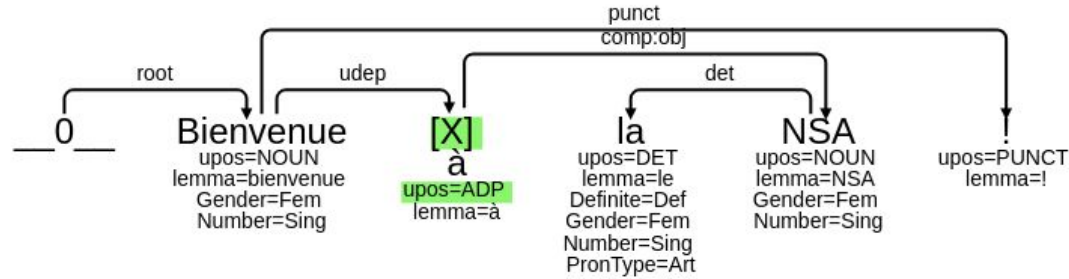 punct
comp:obj
root udep det
__0__ Bienvenue [X] la NSA !
à
upos=NOUN upos=ADP upos=DET upos=NOUN upos=PUNCT
lemma=bienvenue lemma=à lemma=le lemma=NSA lemma=!
Gender=Fem Definite=Def Gender=Fem
Number=Sing Gender=Fem Number=Sing
Number=Sing
PronType=Art